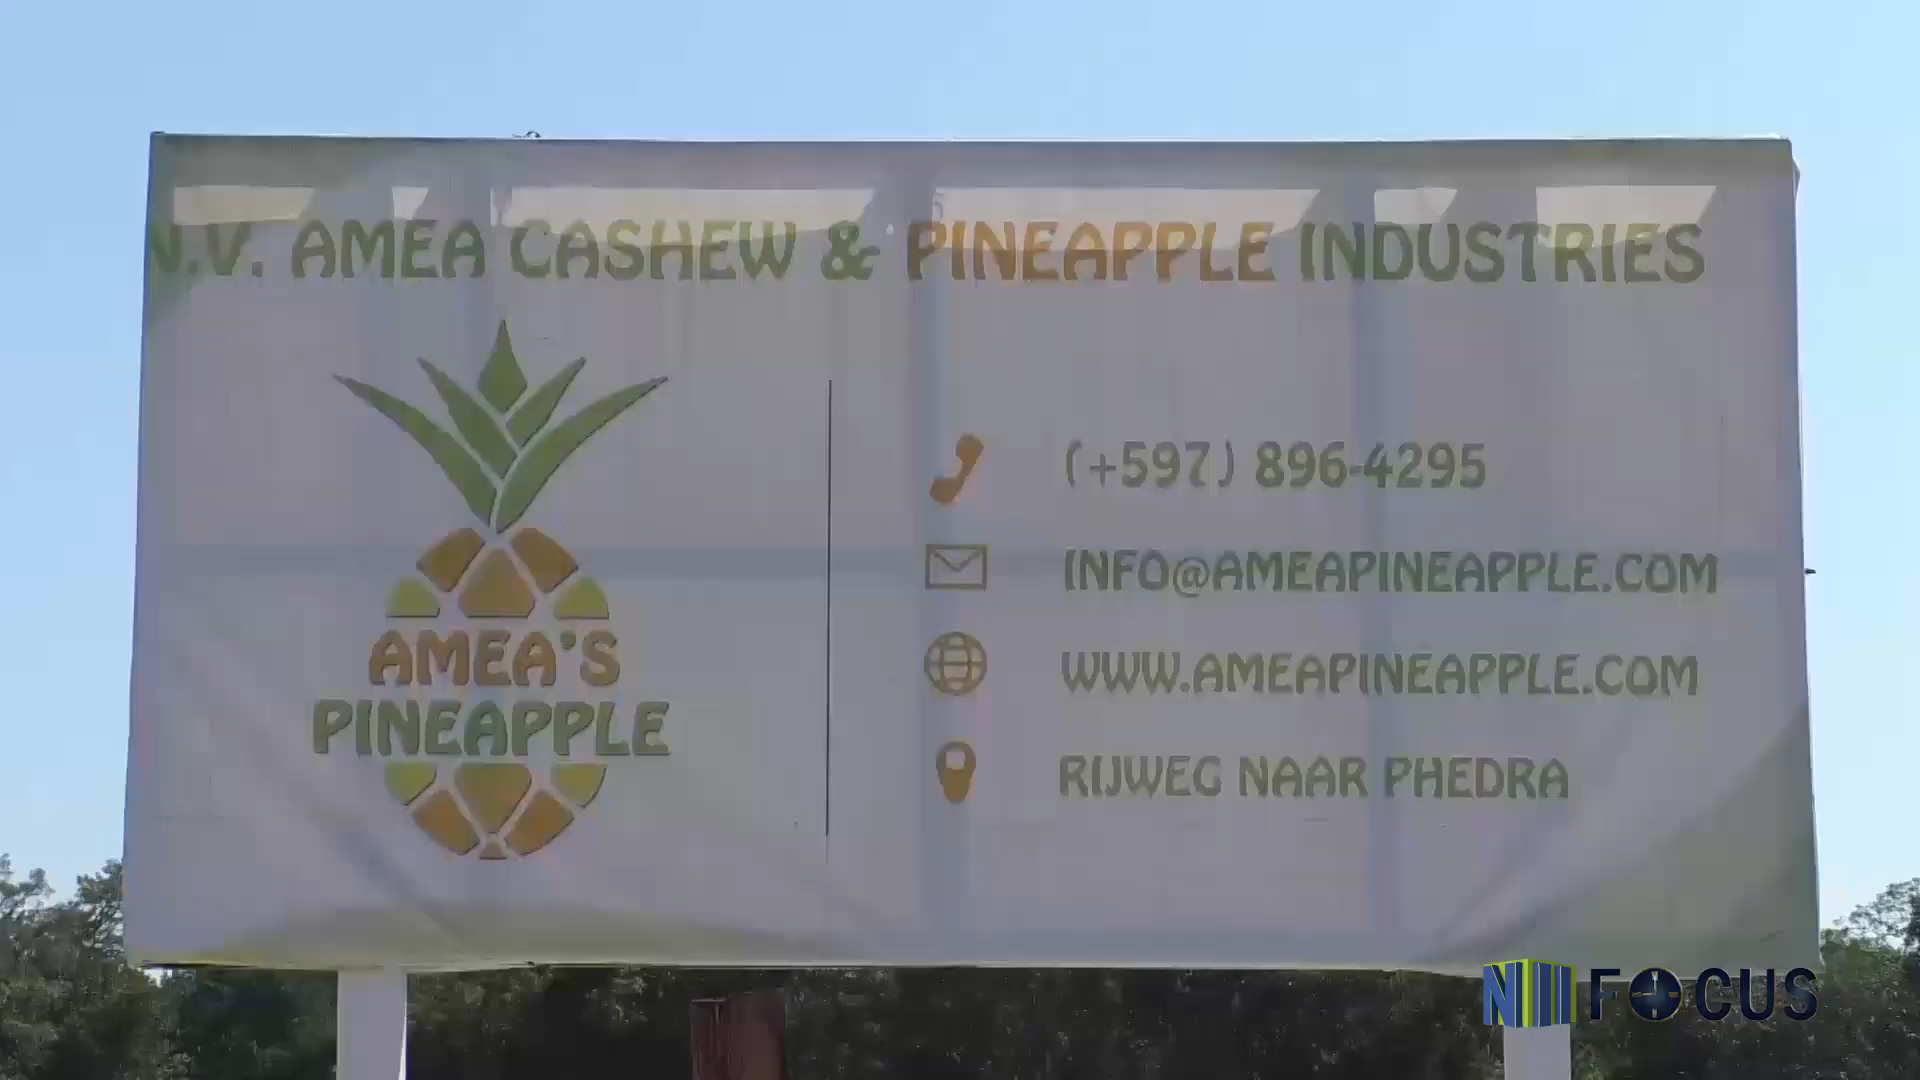 N.V. AMEA CASHEW & PINEAPPLE INDUSTRIES
AMEA'S
PINEAPPLE
(+597) 896-4295
INFO@AMEAPINEAPPLE.COM
WWW.AMEAPINEAPPLE.COM
RIJWEG NAAR PHEDRA
N FOCUS